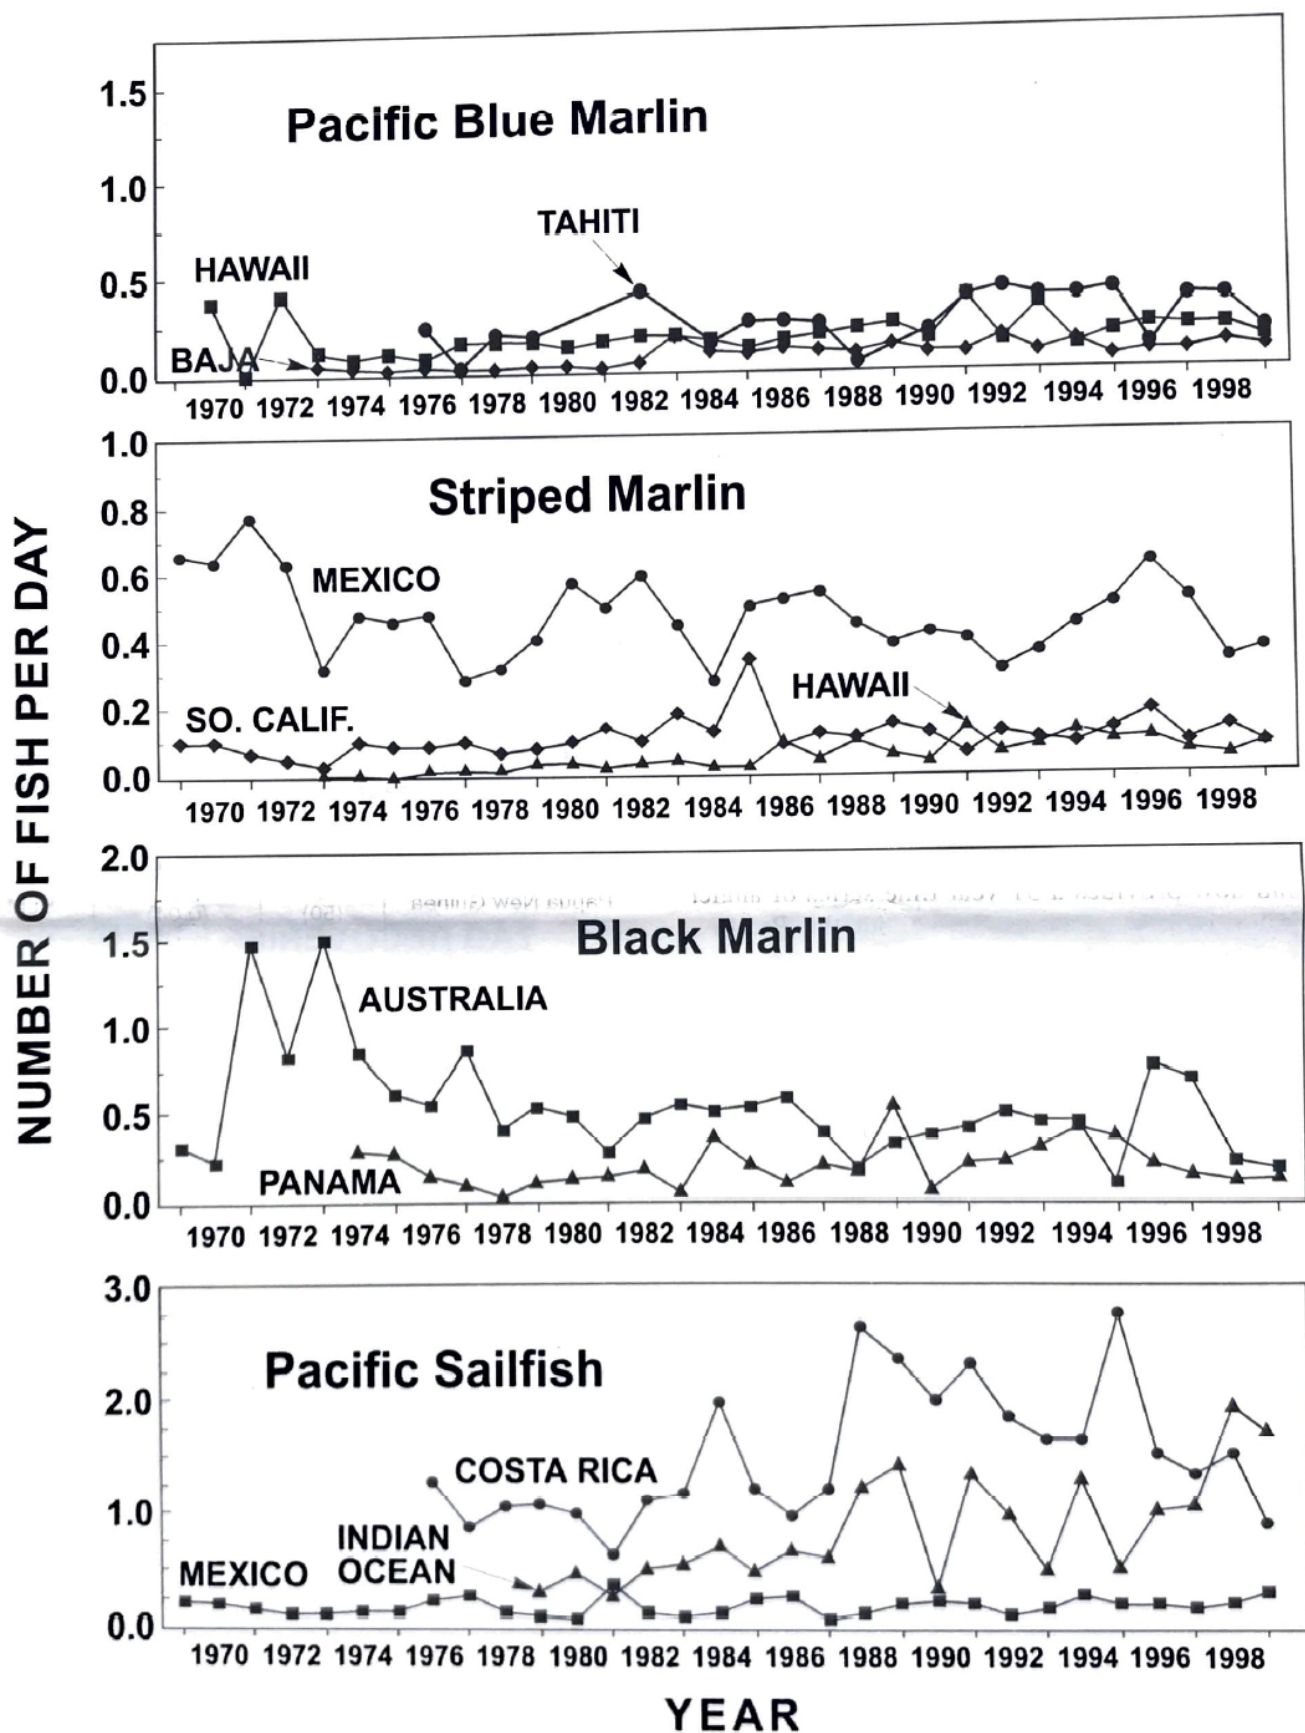 NUMBER OF FISH PER DAY
1.5
Pacific Blue Marlin
1.0
TAHITI
HAWAII
0.5
BAJA
0.0
1970 1972 1974 1976 1978 1980 1982 1984 1986 1988 1990 1992 1994 1996 1998
1.0
Striped Marlin
0.8
MEXICO
0.6
0.4
HAWAII
0.2
SO. CALIF.
0.0
1970 1972 1974 1976 1978 1980 1982 1984 1986 1988 1990 1992 1994 1996 1998
2.0
Black Marlin
1.5
AUSTRALIA
1.0
0.5
PANAMA
0.0
1970 1972 1974 1976 1978 1980 1982 1984 1986 1988 1990 1992 1994 1996 1998
3.0
Pacific Sailfish
2.0
COSTA RICA
1.0
INDIAN
OCEAN
MEXICO
0.0
1970 1972 1974 1976 1978 1980 1982 1984 1986 1988 1990 1992 1994 1996 1998
YEAR